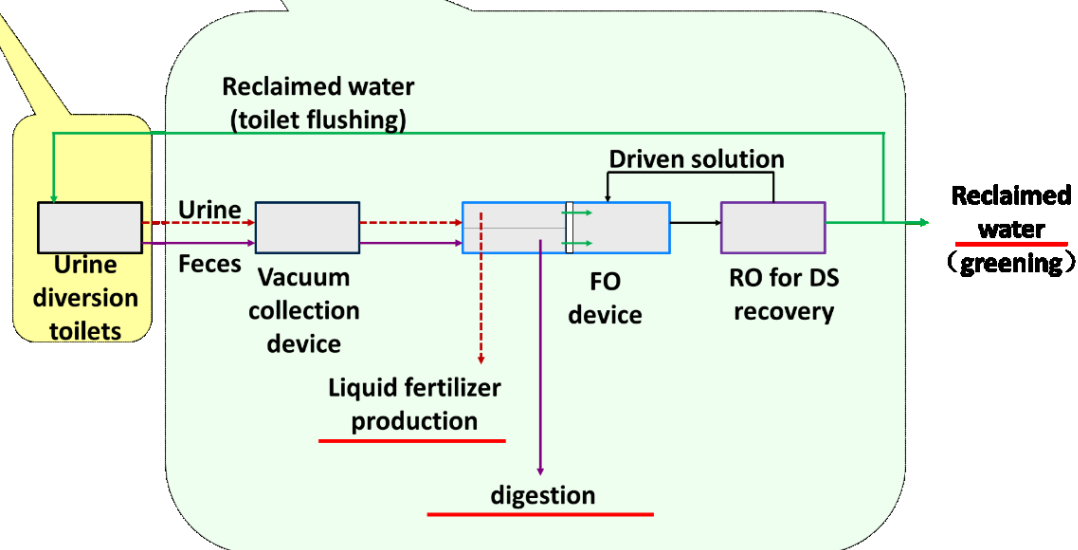 Reclaimed water
(toilet flushing)
Driven solution
Urine
Feces
Urine
diversion
toilets
Vacuum
collection
device
FO
device
RO for DS
recovery
Reclaimed
water
（greening）
Liquid fertilizer
production
digestion